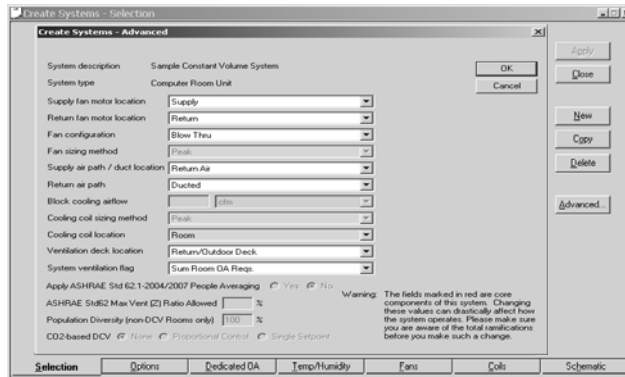 Create Systems - Selection
Create Systems - Advanced
System description Sample Constant Volume System
System type Computer Room Unit
OK
Cancel
Supply fan motor location Supply
Return fan motor location Return
Fan configuration Blow Thru
Fan sizing method Peak
Supply air path / duct location Return Air
Return air path Ducted
Block cooling airflow cfm
Cooling coil sizing method Peak
Cooling coil location Room
Ventilation deck location Return/Outdoor Deck
System ventilation flag Sum Room OA Reqs.
Apply ASHRAE Std 62.1-2004/2007 People Averaging Yes No
ASHRAE Std62 Max Vent (Z) Ratio Allowed %
Population Diversity (non-DCV Rooms only) 100 %
CO2-based DCV None Proportional Control Single Setpoint
Warning: The fields marked in red are core
components of this system. Changing
these values can drastically affect how
the system operates. Please make sure
you are aware of the total ramifications
before you make such a change.
Apply
Close
New
Copy
Delete
Advanced...
Selection Options Dedicated OA Temp/Humidity Fans Coils Schematic